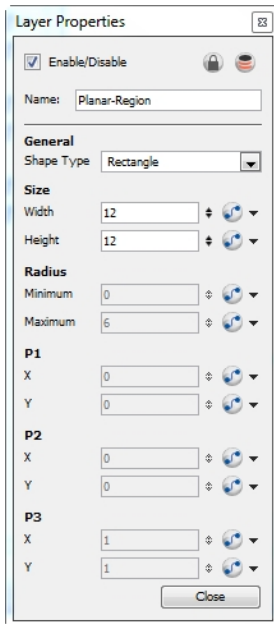 Layer Properties
Enable/Disable
Name: Planar-Region
General
Shape Type Rectangle
Size
Width 12
Height 12
Radius
Minimum 0
Maximum 6
P1
X 0
Y 0
P2
X 0
Y 0
P3
X 1
Y 1
Close